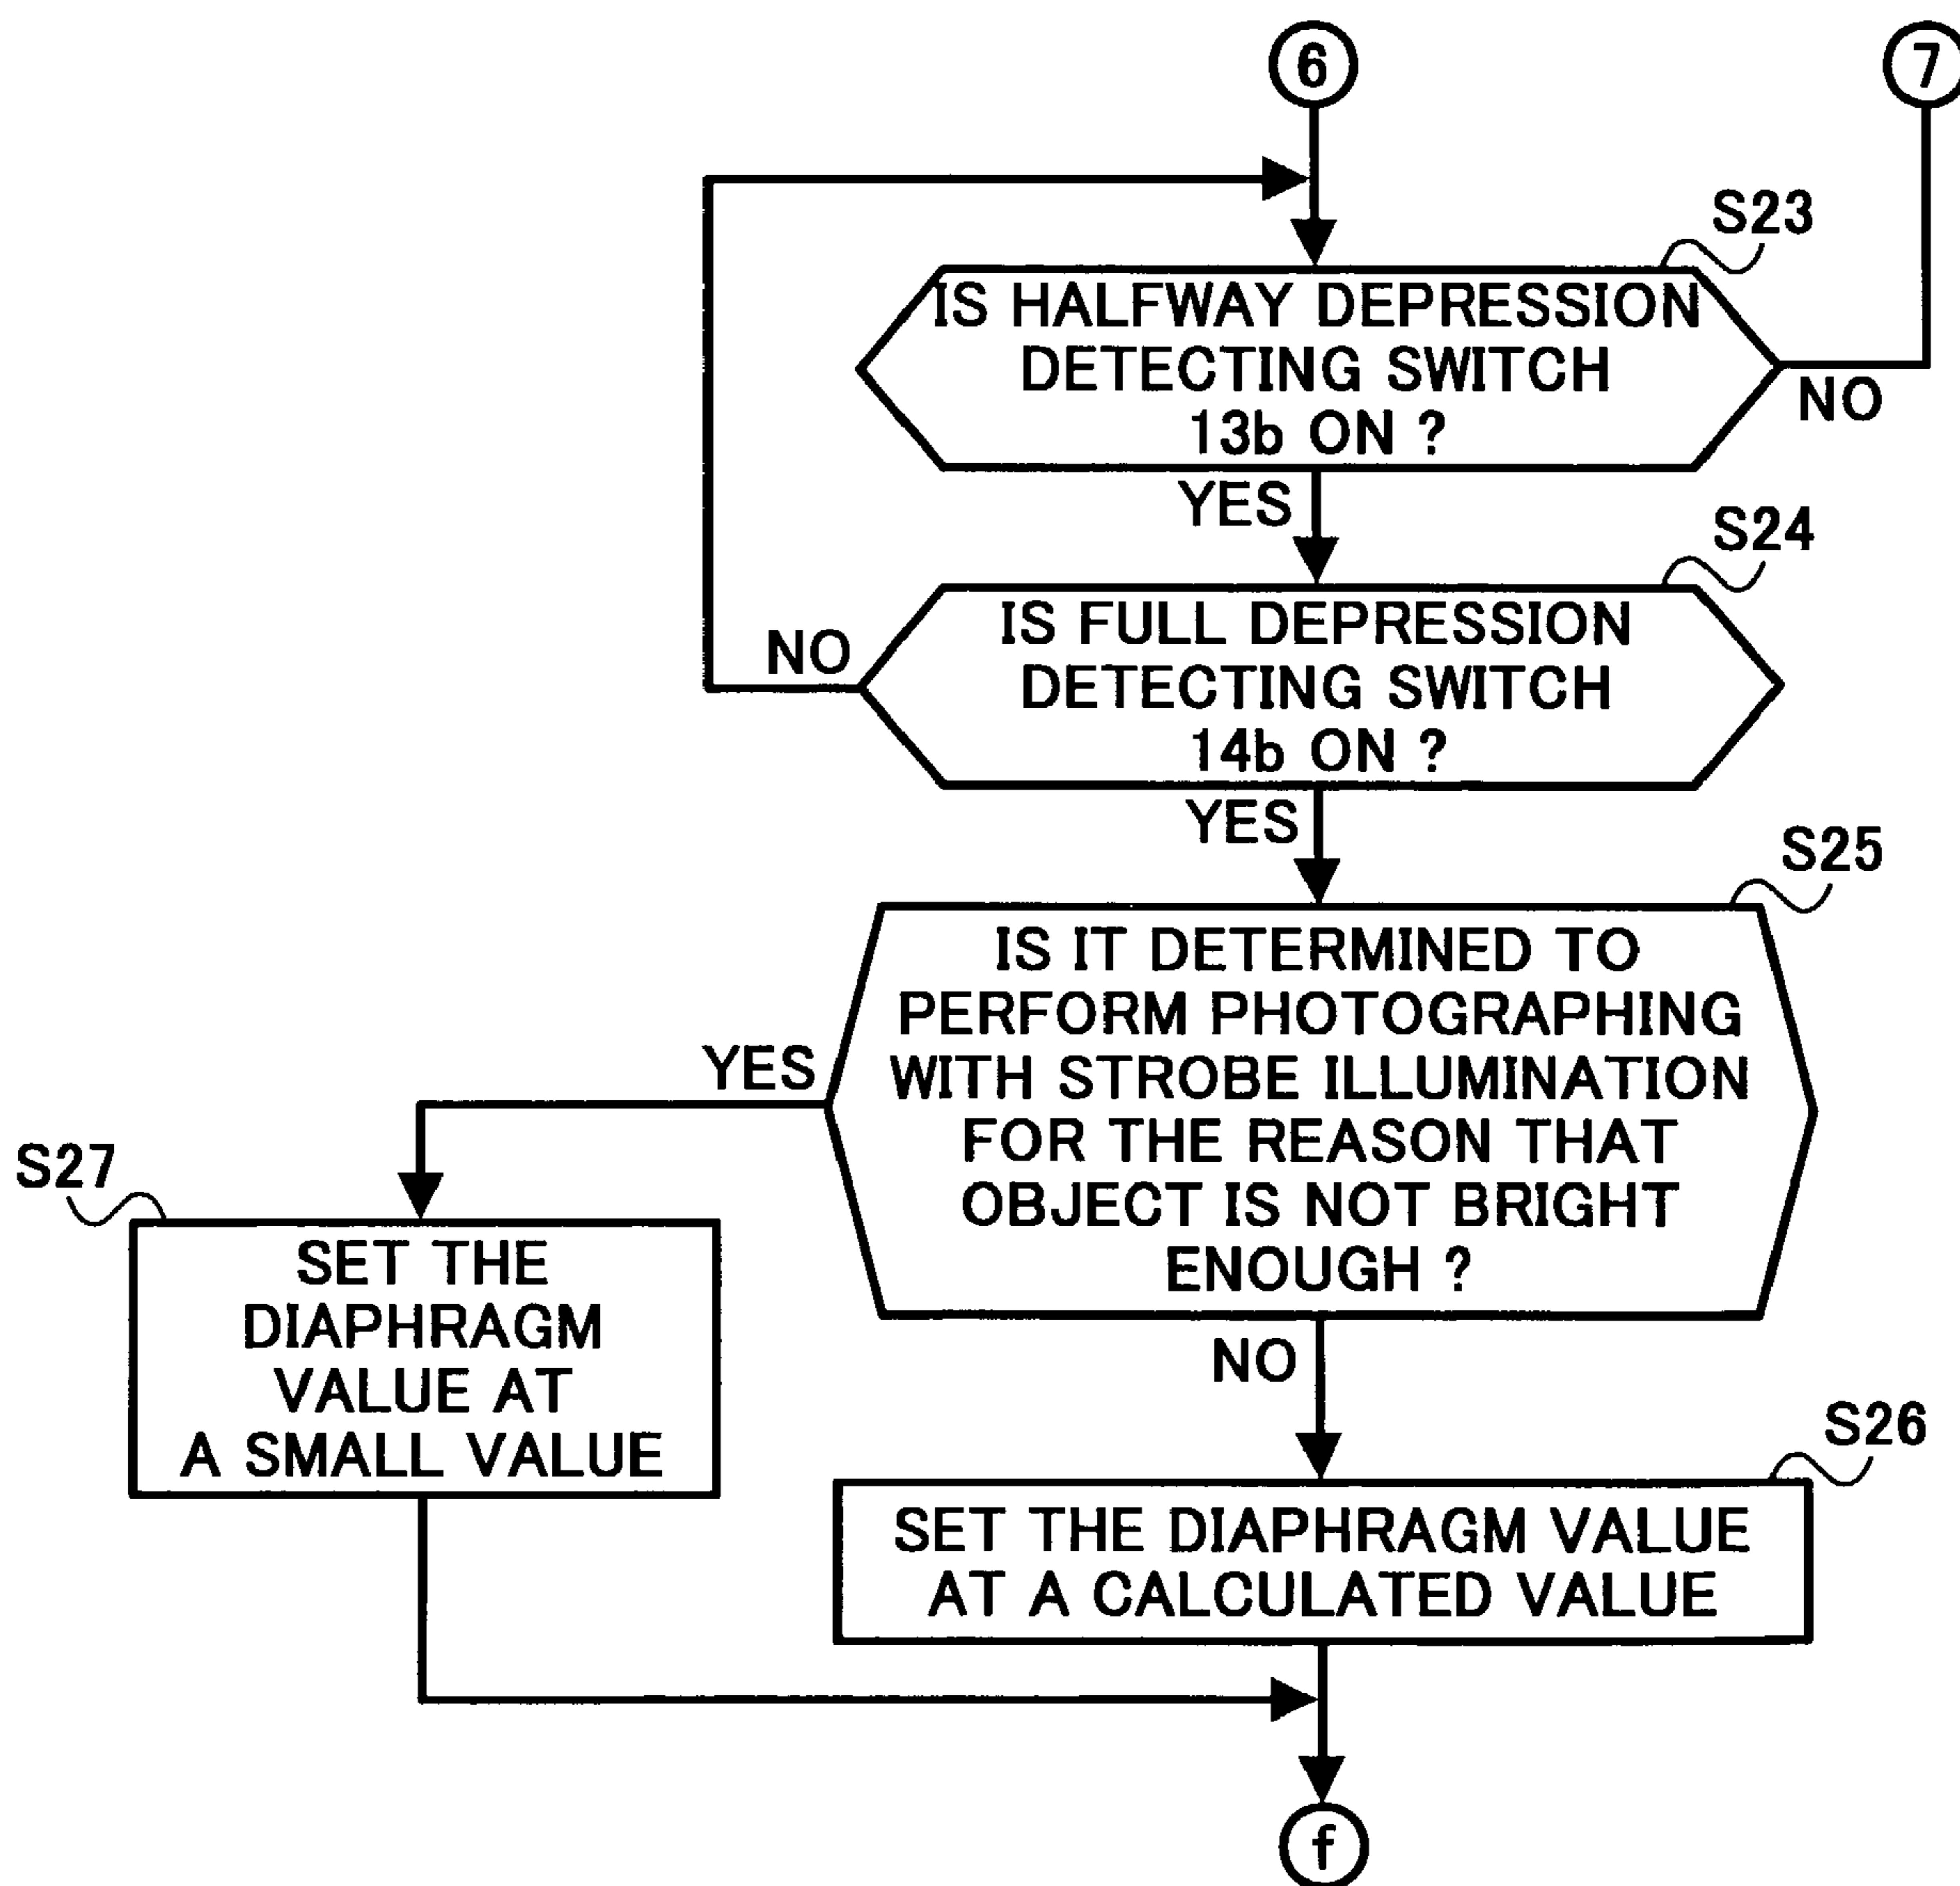 6
7
S23
IS HALFWAY DEPRESSION
DETECTING SWITCH
13b ON ?
NO
YES
S24
IS FULL DEPRESSION
DETECTING SWITCH
14b ON ?
NO
YES
S25
IS IT DETERMINED TO
PERFORM PHOTOGRAPHING
WITH STROBE ILLUMINATION
FOR THE REASON THAT
OBJECT IS NOT BRIGHT
ENOUGH ?
YES
NO
S27
SET THE
DIAPHRAGM
VALUE AT
A SMALL VALUE
S26
SET THE DIAPHRAGM VALUE
AT A CALCULATED VALUE
f